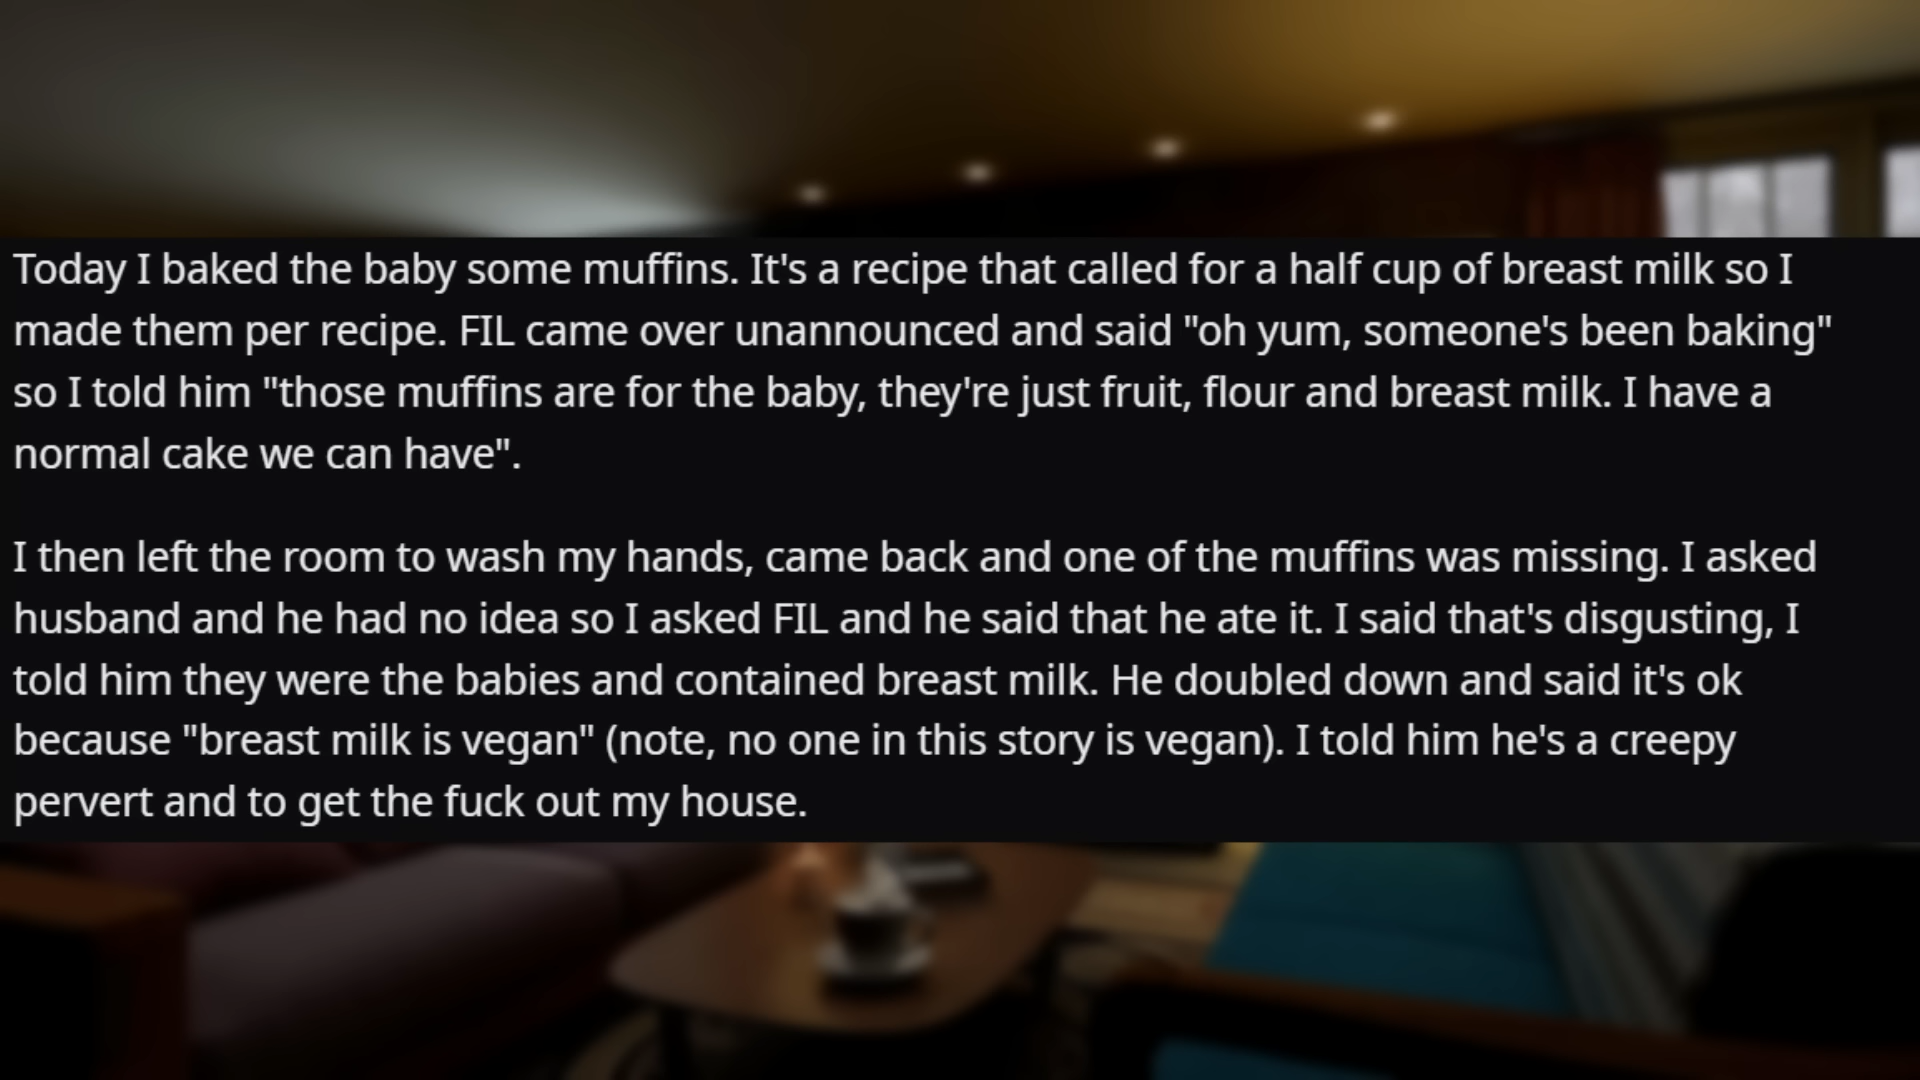 Today I baked the baby some muffins. It's a recipe that called for a half cup of breast milk so I
made them per recipe. FIL came over unannounced and said "oh yum, someone's been baking"
so I told him "those muffins are for the baby, they're just fruit, flour and breast milk. I have a
normal cake we can have".
I then left the room to wash my hands, came back and one of the muffins was missing. I asked
husband and he had no idea so I asked FIL and he said that he ate it. I said that's disgusting, I
told him they were the babies and contained breast milk. He doubled down and said it's ok
because "breast milk is vegan" (note, no one in this story is vegan). I told him he's a creepy
pervert and to get the fuck out my house.